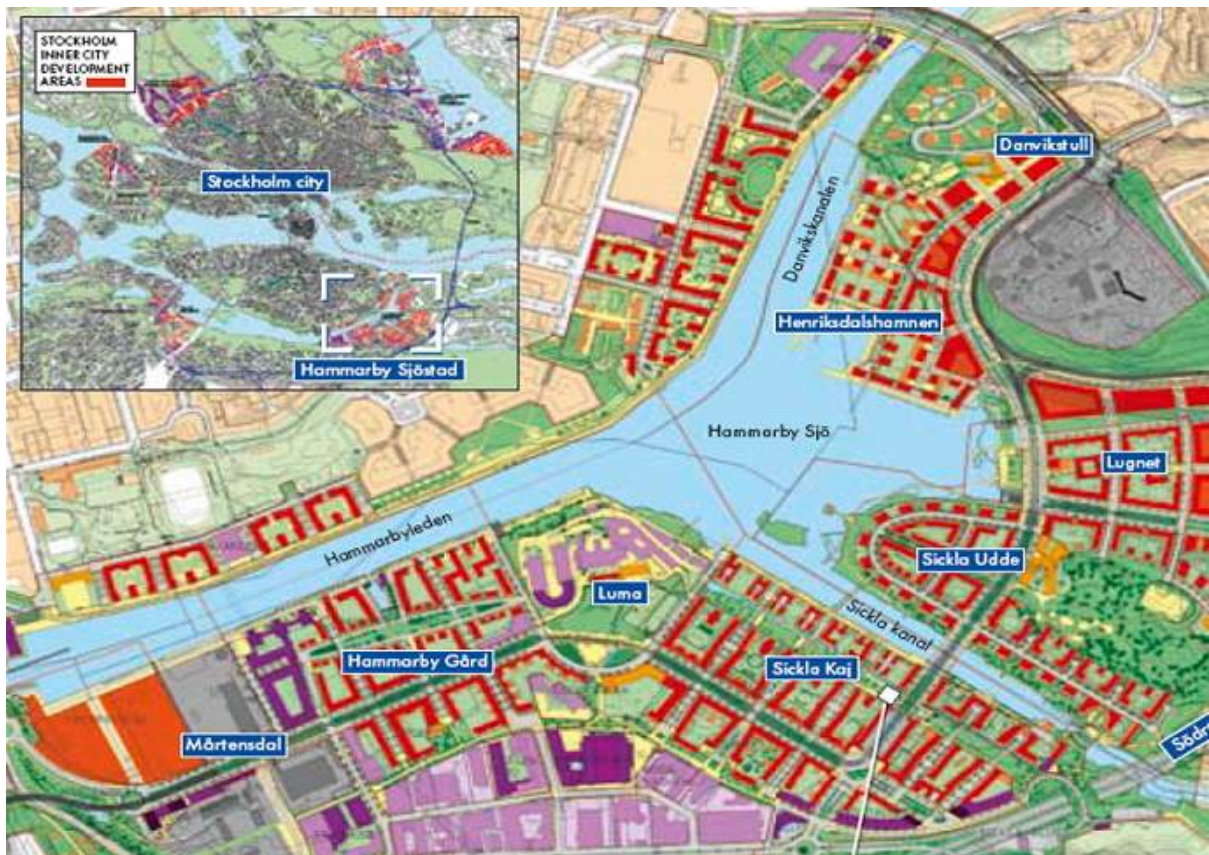 STOCKHOLM
INNER CITY
DEVELOPMENT
AREAS
Stockholm city
Hammarby Sjöstad
Danvikstull
Danvikskanalen
Henriksdalshamnen
Hammarby Sjö
Lugnet
Hammarbyleden
Sickla Udde
Luma
Sickla kanal
Hammarby Gård
Sickla Kaj
Mårtensdal